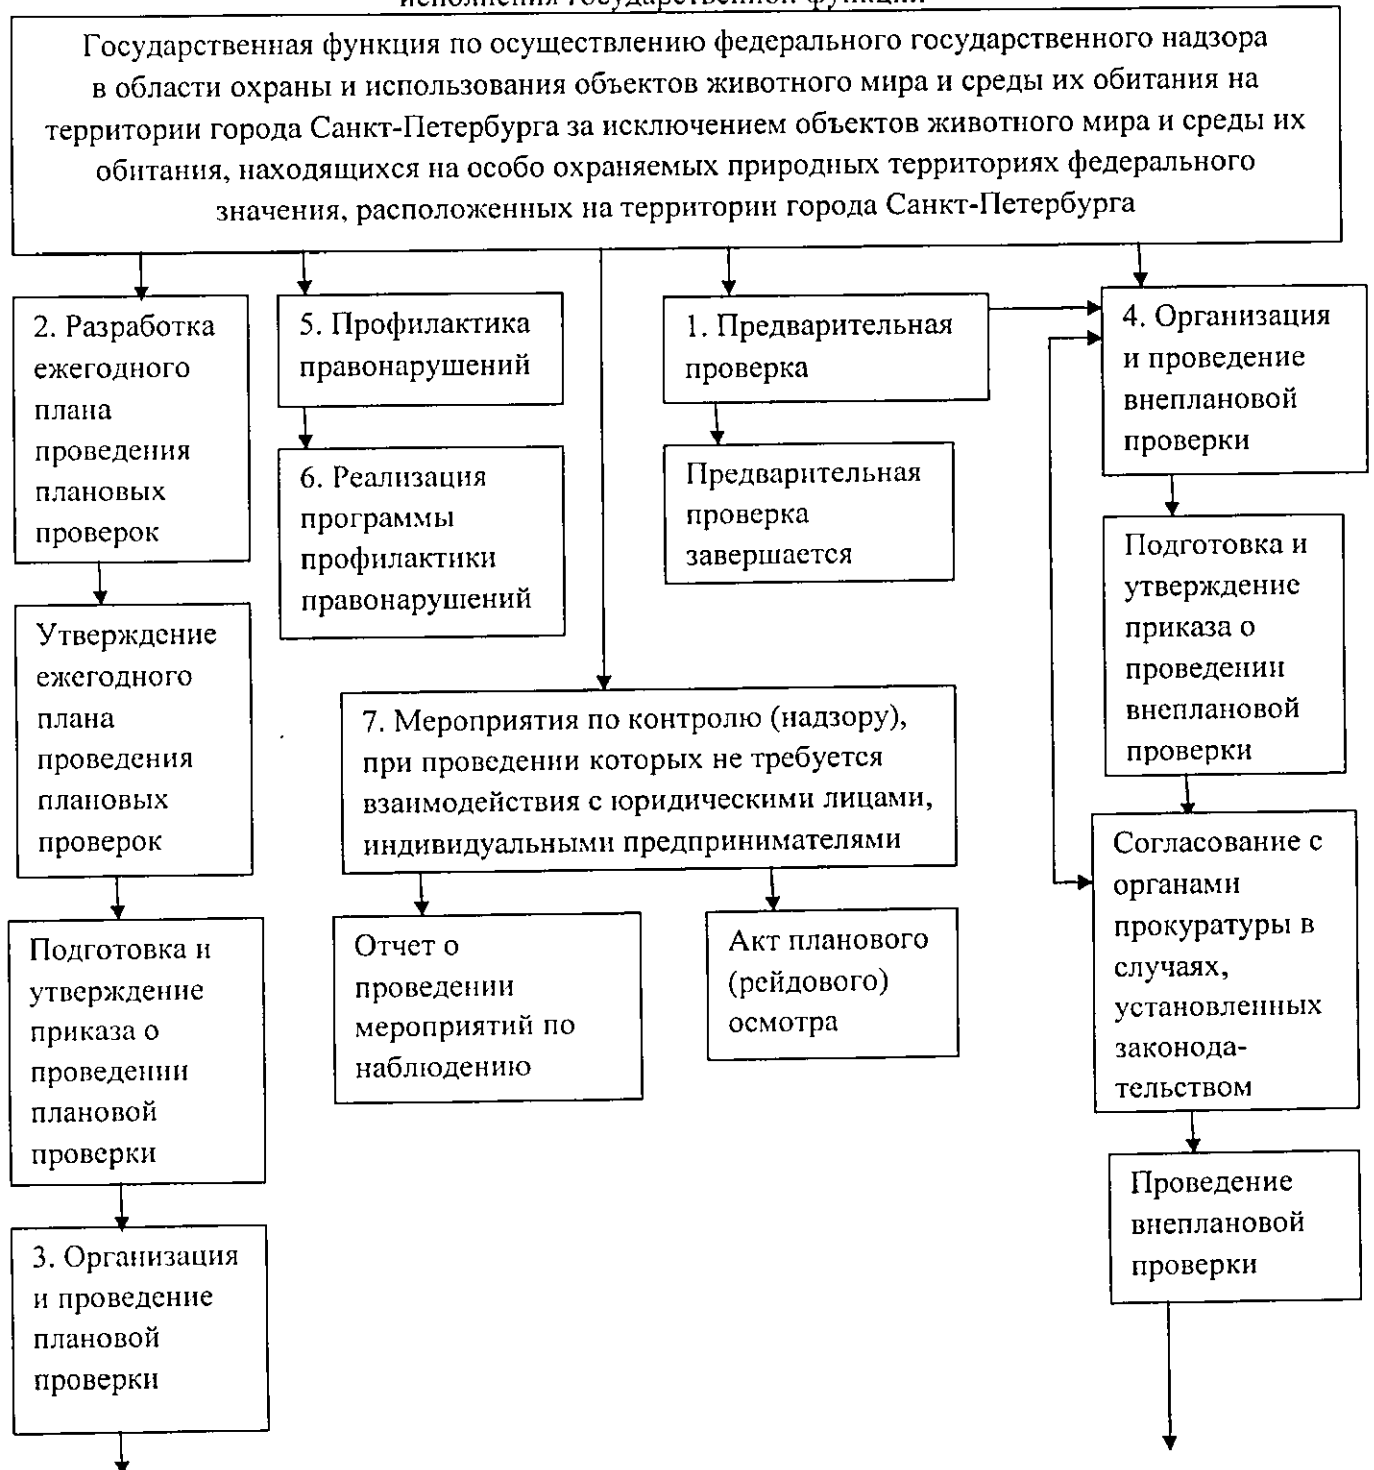 исполнения государственной функции
Государственная функция по осуществлению федерального государственного надзора
в области охраны и использования объектов животного мира и среды их обитания на
территории города Санкт-Петербурга за исключением объектов животного мира и среды их
обитания, находящихся на особо охраняемых природных территориях федерального
значения, расположенных на территории города Санкт-Петербурга
2. Разработка
ежегодного
плана
проведения
плановых
проверок
Утверждение
ежегодного
плана
проведения
плановых
проверок
Подготовка и
утверждение
приказа о
проведении
плановой
проверки
3. Организация
и проведение
плановой
проверки
5. Профилактика
правонарушений
6. Реализация
программы
профилактики
правонарушений
1. Предварительная
проверка
Предварительная
проверка
завершается
7. Мероприятия по контролю (надзору),
при проведении которых не требуется
взаимодействия с юридическими лицами,
индивидуальными предпринимателями
Отчет о
проведении
мероприятий по
наблюдению
Акт планового
(рейдового)
осмотра
4. Организация
и проведение
внеплановой
проверки
Подготовка и
утверждение
приказа о
проведении
внеплановой
проверки
Согласование с
органами
прокуратуры в
случаях,
установленных
законода-
тельством
Проведение
внеплановой
проверки